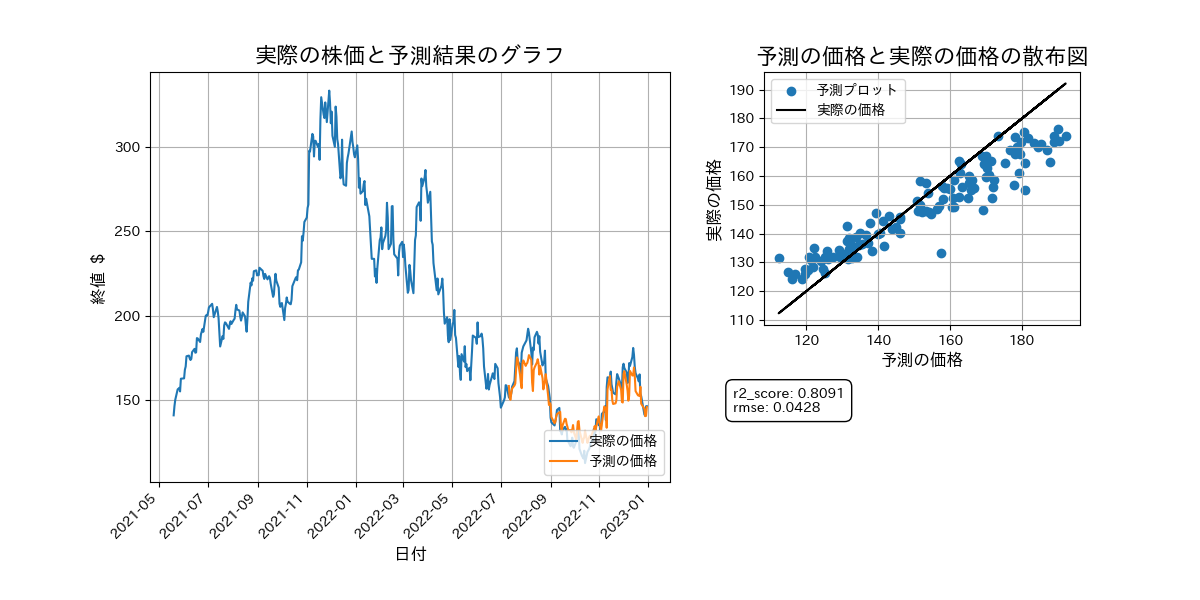 実際の株価と予測結果のグラフ
終値 $
300
250
200
150
2021-05
2021-07
2021-09
2021-11
2022-01
2022-03
2022-05
2022-07
2022-09
2022-11
2023-01
日付
実際の価格
予測の価格
予測の価格と実際の価格の散布図
予測プロット
実際の価格
実際の価格
190
180
170
160
150
140
130
120
110
120
140
160
180
予測の価格
r2_score: 0.8091
rmse: 0.0428